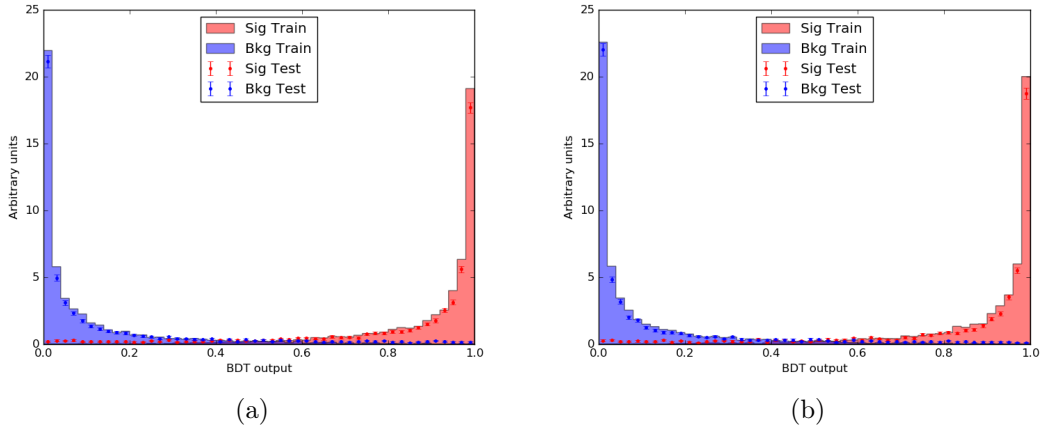 25
20
15
10
5
0
Arbitrary units
0.0 0.2 0.4 0.6 0.8 1.0
BDT output
Sig Train
Bkg Train
Sig Test
Bkg Test
(a)
25
20
15
10
5
0
Arbitrary units
0.0 0.2 0.4 0.6 0.8 1.0
BDT output
Sig Train
Bkg Train
Sig Test
Bkg Test
(b)